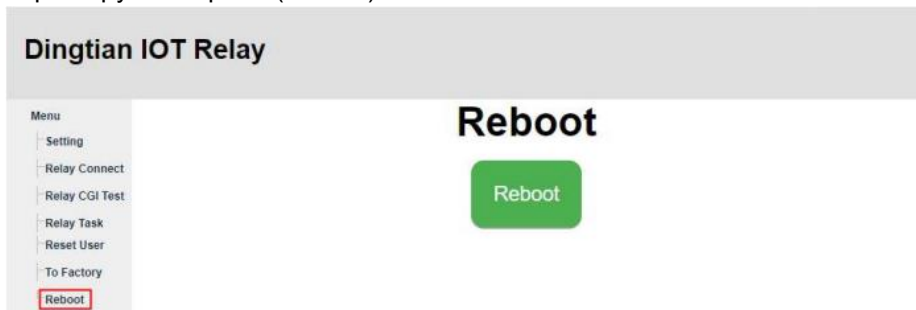 Dingtian IOT Relay
Menu
Setting
Relay Connect
Relay CGI Test
Relay Task
Reset User
To Factory
Reboot
Reboot
Reboot